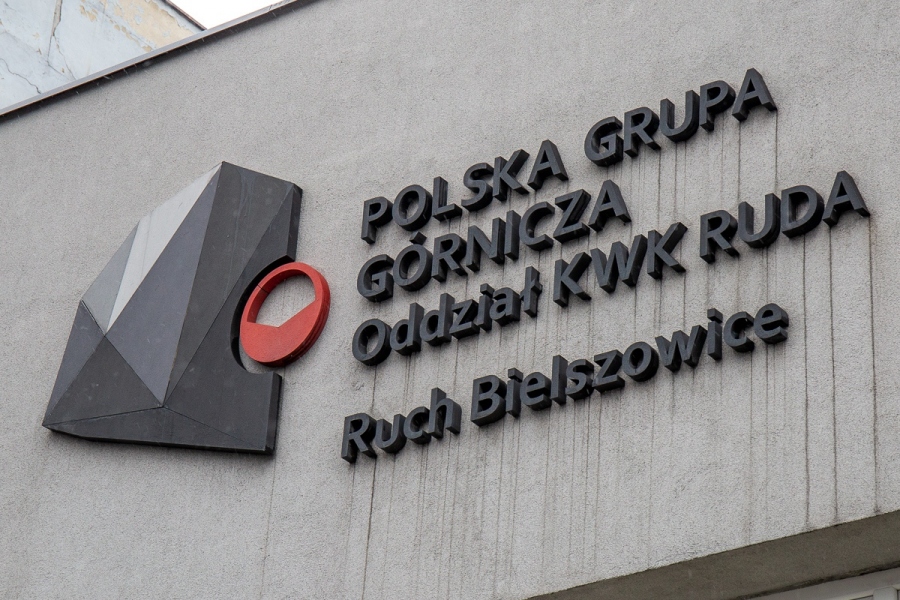 POLSKA GRUPA
GÓRNICZA
Oddział KWK RUDA
Ruch Bielszowice